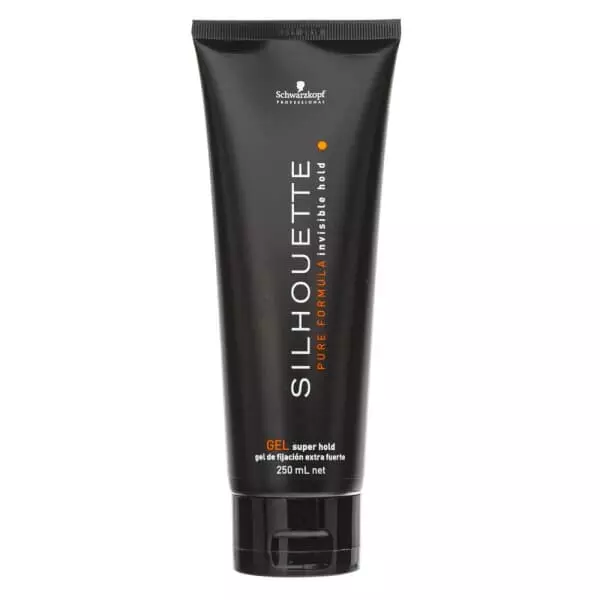 Schwarzkopf
PROFESSIONAL
SILHOUETTE
PURE FORMULA invisible hold
GEL super hold
gel de fijación extra fuerte
250 mL net